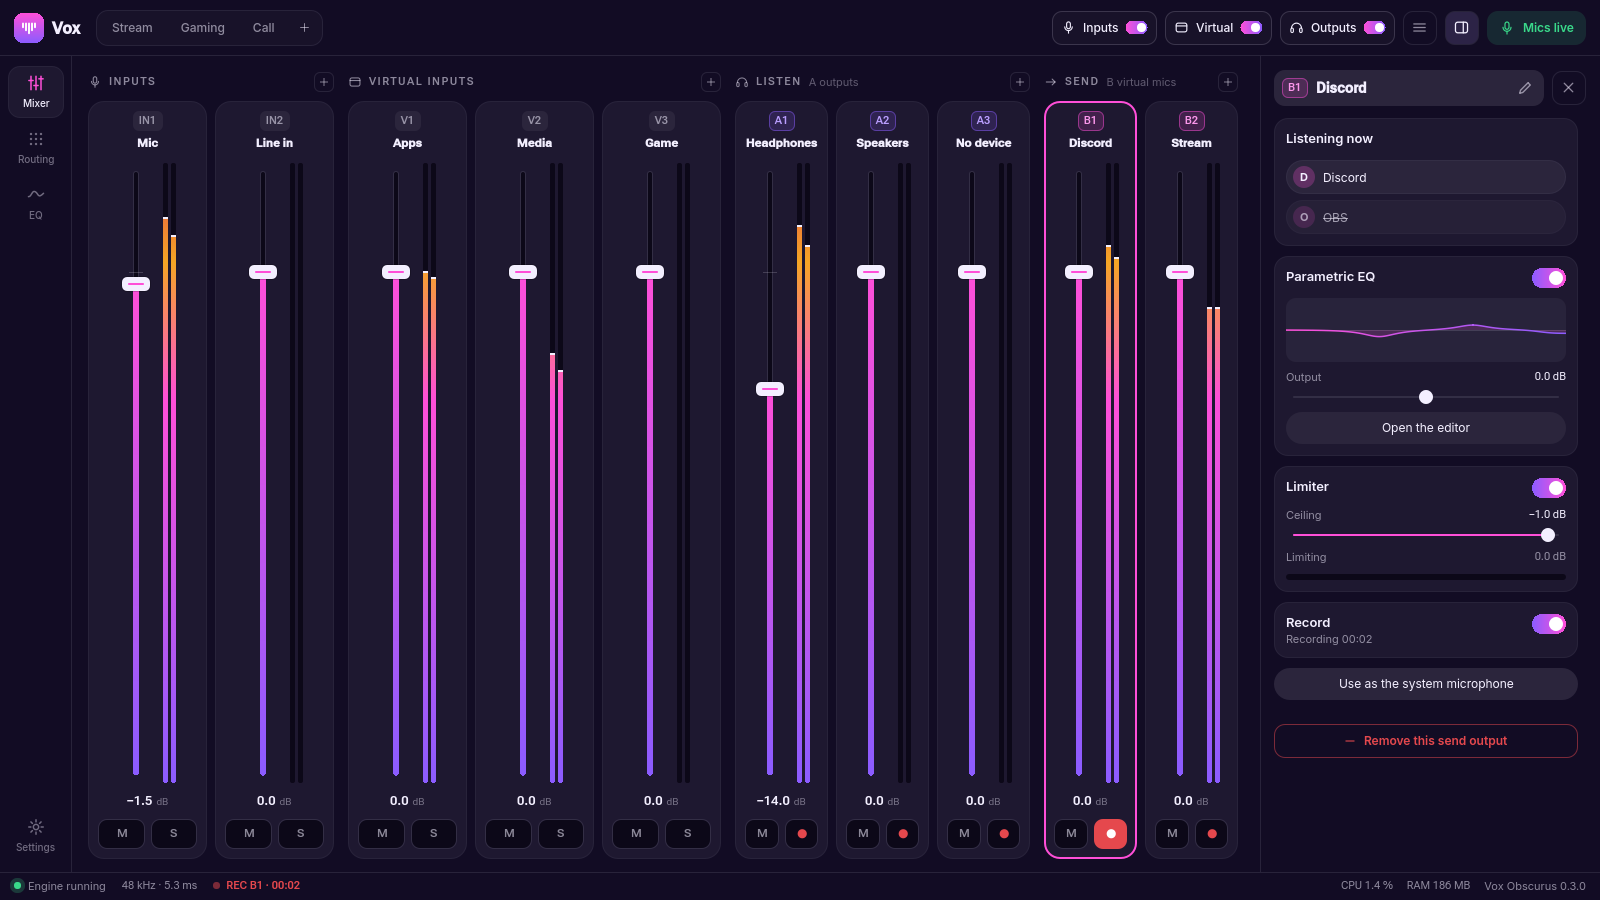 Vox
Stream
Gaming
Call
+
Inputs
Virtual
Outputs
Mics live
Mixer
Routing
EQ
Settings
INPUTS
VIRTUAL INPUTS
LISTEN A outputs
SEND B virtual mics
IN1
Mic
−1.5 dB
M S
IN2
Line in
0.0 dB
M S
V1
Apps
0.0 dB
M S
V2
Media
0.0 dB
M S
V3
Game
0.0 dB
M S
A1
Headphones
−14.0 dB
M
A2
Speakers
0.0 dB
M
A3
No device
0.0 dB
M
B1
Discord
0.0 dB
M
B2
Stream
0.0 dB
M
B1 Discord
Listening now
D Discord
O OBS
Parametric EQ
Output 0.0 dB
Open the editor
Limiter
Ceiling −1.0 dB
Limiting 0.0 dB
Record
Recording 00:02
Use as the system microphone
Remove this send output
Engine running 48 kHz · 5.3 ms REC B1 · 00:02 CPU 1.4 % RAM 186 MB Vox Obscurus 0.3.0